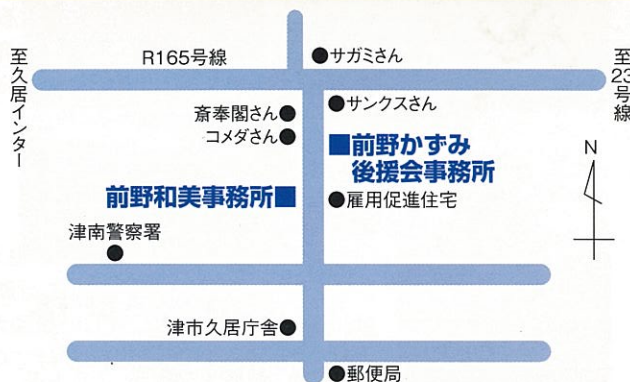 至久居インター
R165号線
サガミさん
至23号線
斎奉閣さん
サンクスさん
コメダさん
前野かずみ
後援会事務所
N
前野和美事務所
雇用促進住宅
津南警察署
津市久居庁舎
郵便局